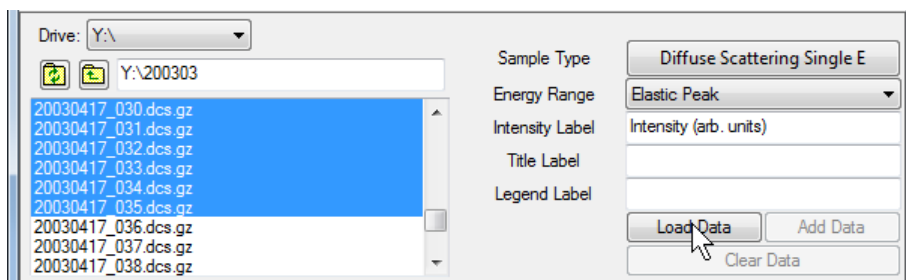 Drive: Y:\
Y:\200303
20030417_030.dcs.gz
20030417_031.dcs.gz
20030417_032.dcs.gz
20030417_033.dcs.gz
20030417_034.dcs.gz
20030417_035.dcs.gz
20030417_036.dcs.gz
20030417_037.dcs.gz
20030417_038.dcs.gz
Sample Type Diffuse Scattering Single E
Energy Range Elastic Peak
Intensity Label Intensity (arb. units)
Title Label
Legend Label
Load Data Add Data
Clear Data